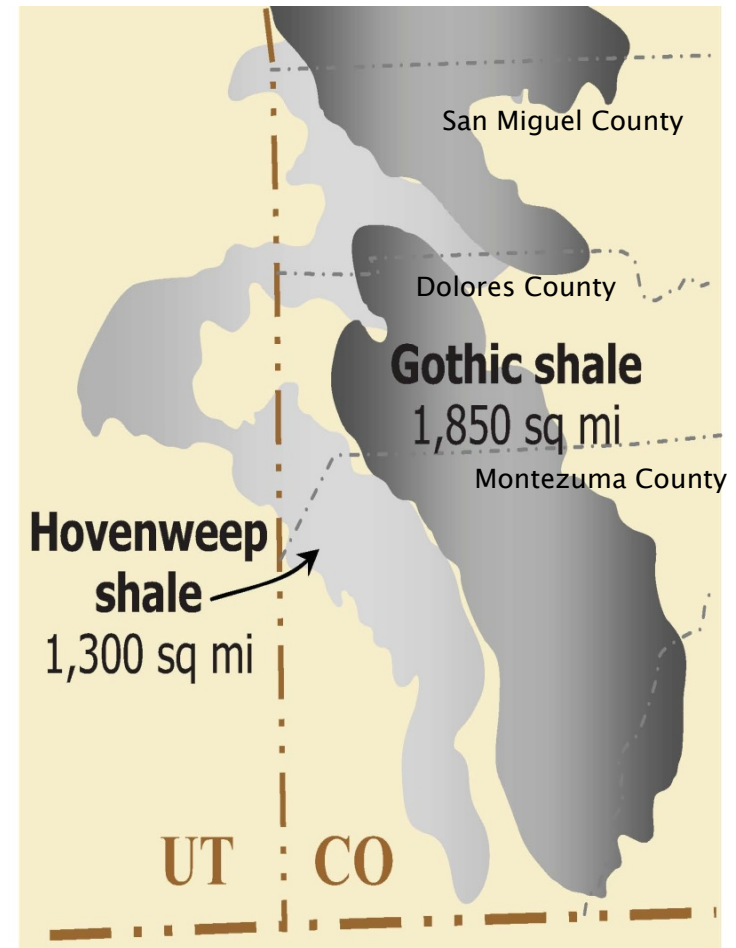 San Miguel County
Dolores County
Gothic shale
1,850 sq mi
Montezuma County
Hovenweep
shale
1,300 sq mi
UT
CO